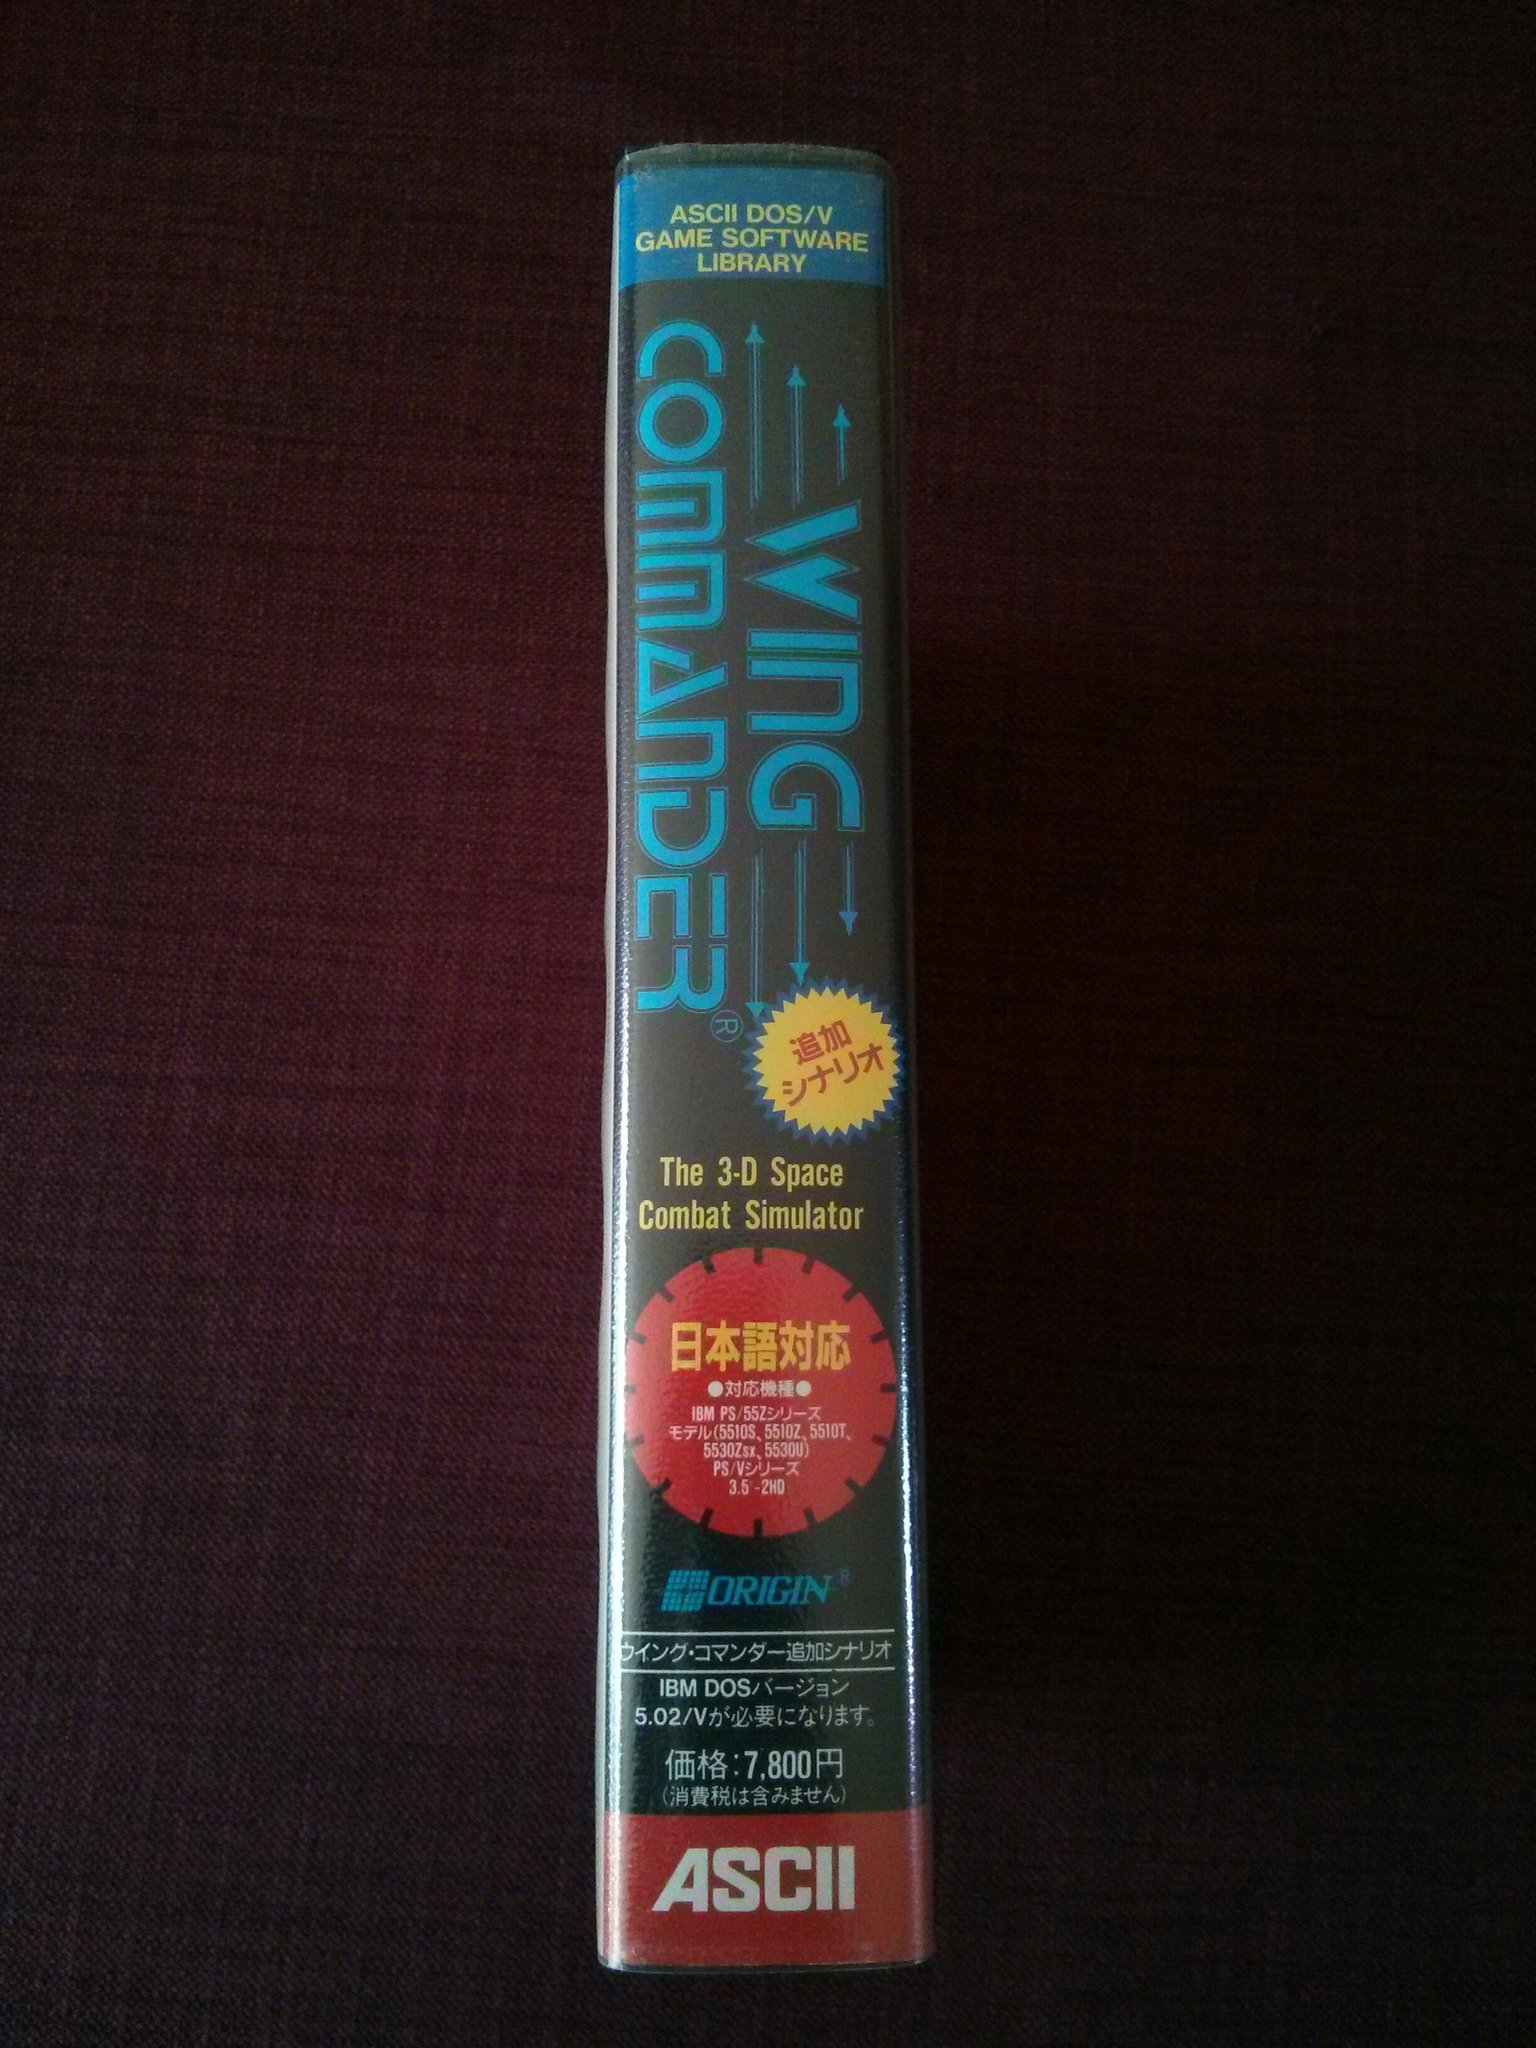 ASCII DOS/V
GAME SOFTWARE
LIBRARY
WING
COMMANDER®
追加
シナリオ
The 3-D Space
Combat Simulator
日本語対応
●対応機種●
IBM PS/55Zシリーズ
モデル(5510S、5510Z、5510T、
5530Zsx、5530U)
PS/Vシリーズ
3.5"-2HD
ORIGIN®
ウイング・コマンダー追加シナリオ
IBM DOSバージョン
5.02/Vが必要になります。
価格:7,800円
(消費税は含みません)
ASCII